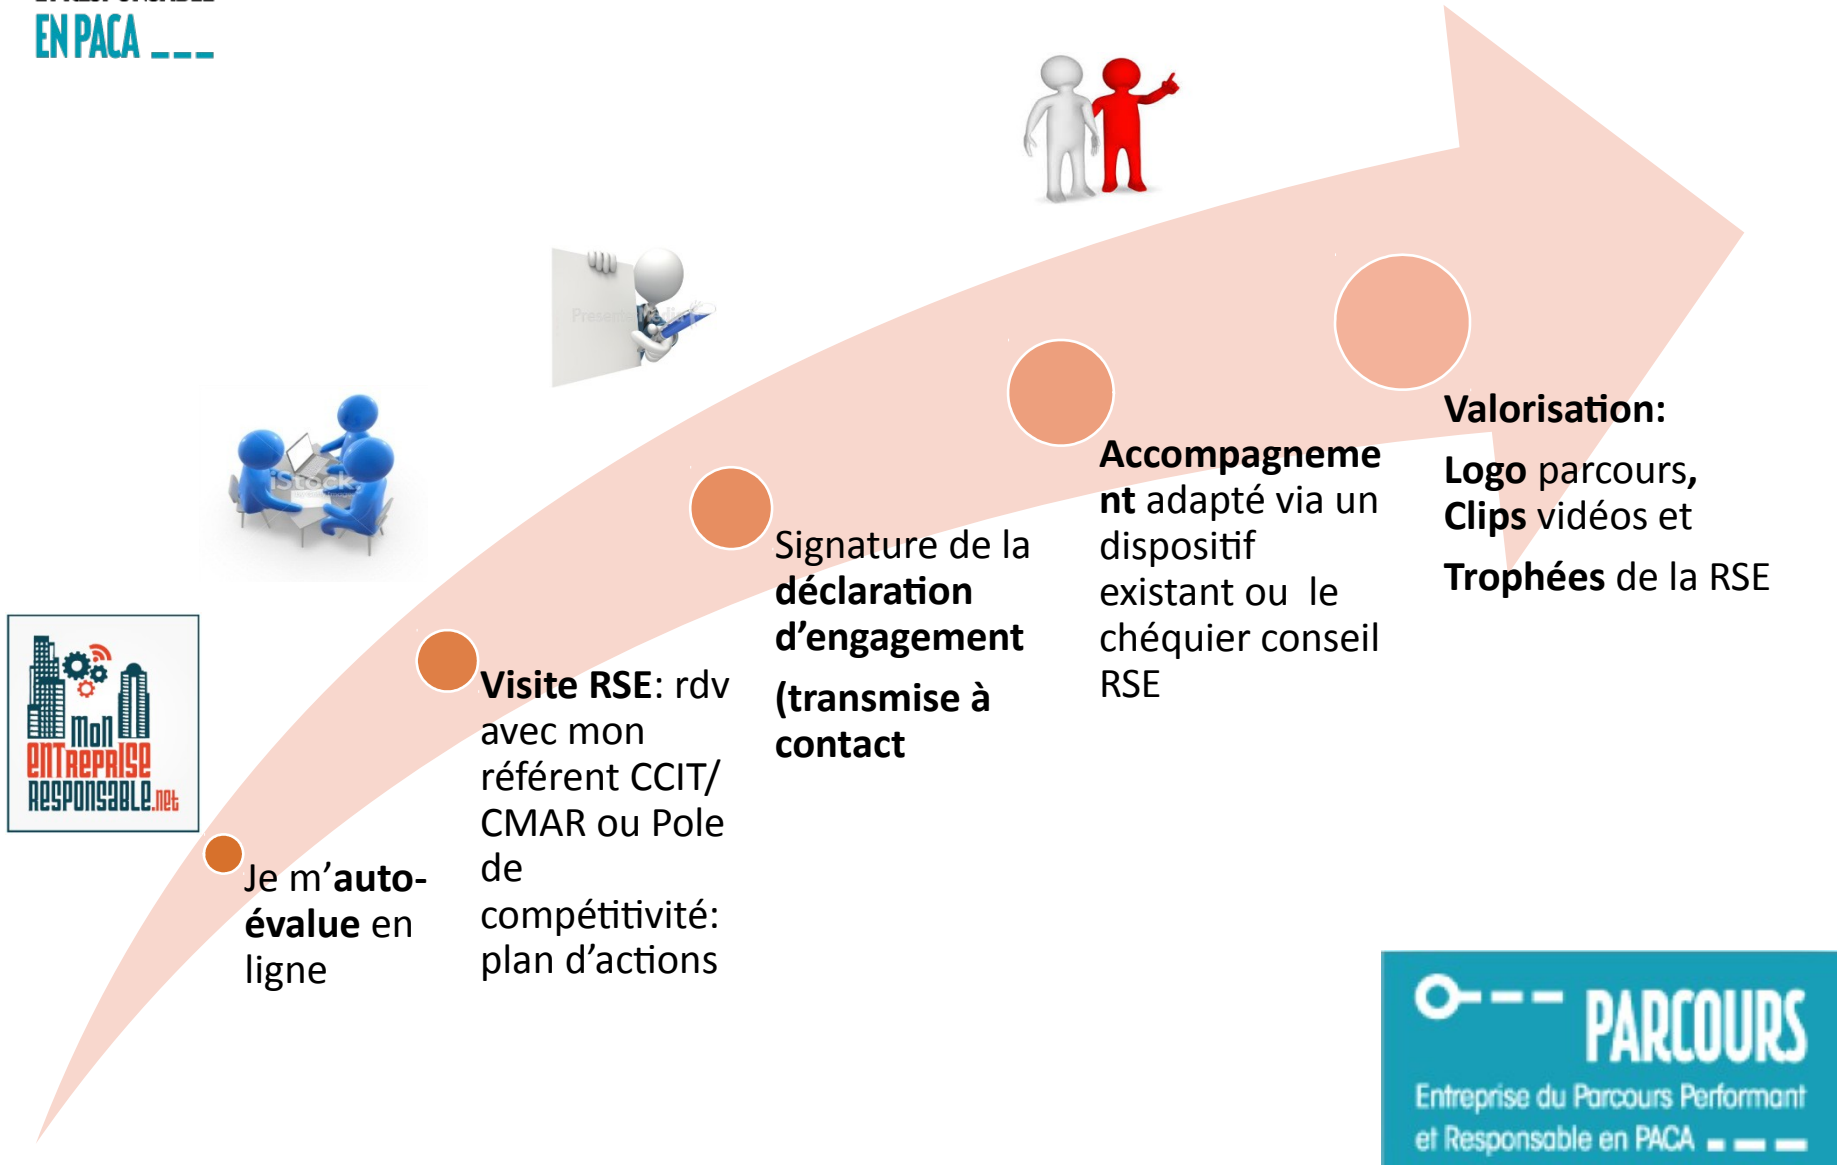 EN PACA
Presenter Media
iStock
MON
ENTREPRISE
RESPONSABLE.net
Je m’auto-
évalue en
ligne
Visite RSE: rdv
avec mon
référent CCIT/
CMAR ou Pole
de
compétitivité:
plan d’actions
Signature de la
déclaration
d’engagement
(transmise à
contact
Accompagneme
nt adapté via un
dispositif
existant ou le
chéquier conseil
RSE
Valorisation:
Logo parcours,
Clips vidéos et
Trophées de la RSE
PARCOURS
Entreprise du Parcours Performant
et Responsable en PACA